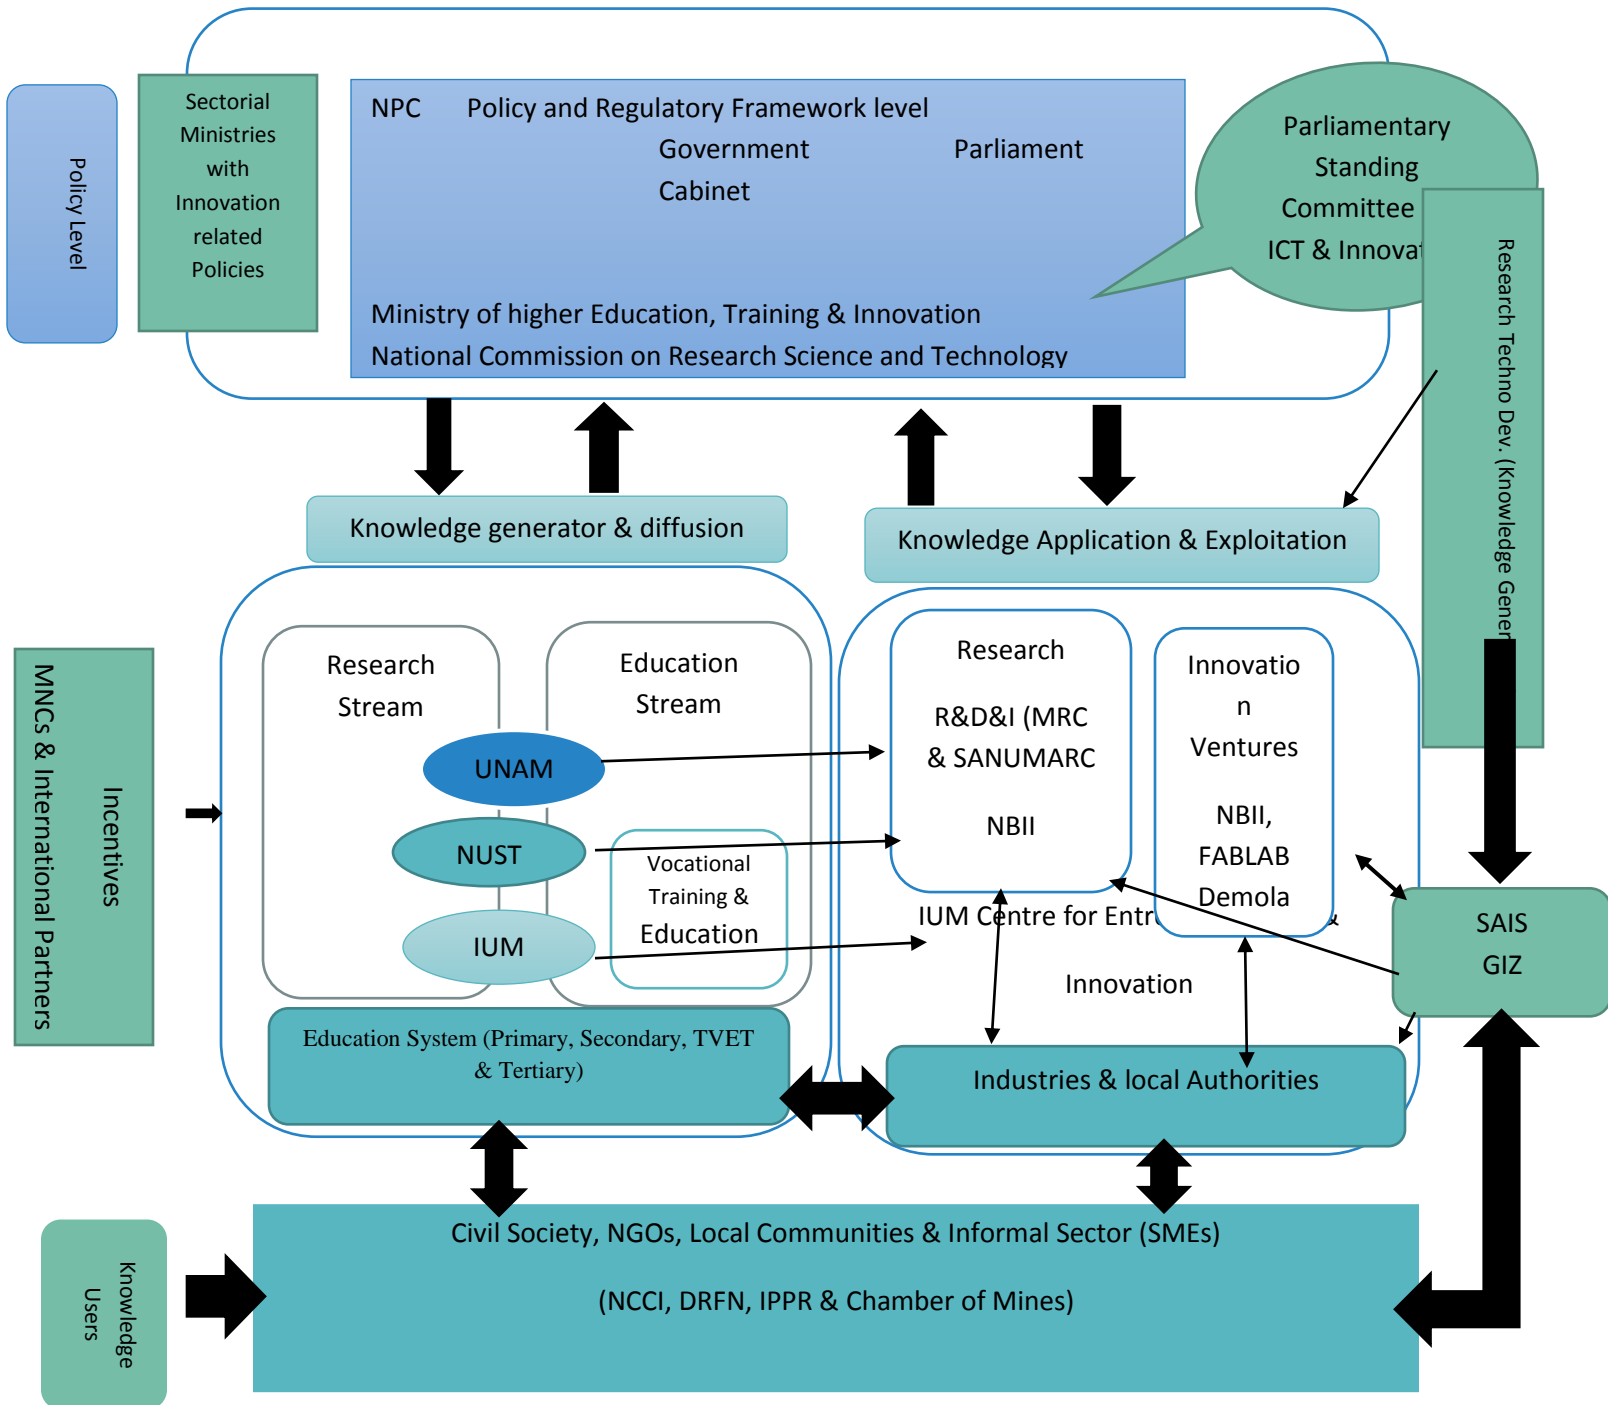 Policy Level
Sectorial
Ministries
with
Innovation
related
Policies
NPC Policy and Regulatory Framework level
Government Parliament
Cabinet
Ministry of higher Education, Training & Innovation
National Commission on Research Science and Technology
Parliamentary
Standing
Committee
ICT & Innovat
Research Techno Dev. (Knowledge Gener
Knowledge generator & diffusion
Knowledge Application & Exploitation
Incentives
MNCs & International Partners
Research
Stream
Education
Stream
UNAM
NUST
IUM
Vocational
Training &
Education
Research
R&D&I (MRC
& SANUMARC
NBII
Innovatio
n
Ventures
NBII,
FABLAB
Demola
IUM Centre for Entr &
Innovation
SAIS
GIZ
Education System (Primary, Secondary, TVET
& Tertiary)
Industries & local Authorities
Knowledge
Users
Civil Society, NGOs, Local Communities & Informal Sector (SMEs)
(NCCI, DRFN, IPPR & Chamber of Mines)